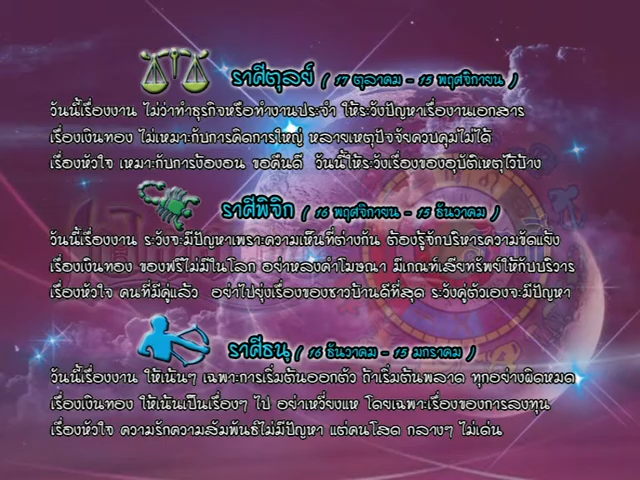 ราศีตุลย์ ( 17 ตุลาคม - 15 พฤศจิกายน )
วันนี้เรื่องงาน ไม่ว่าทำธุรกิจหรือทำงานประจำ ให้ระวังปัญหาเรื่องานเอกสาร
เรื่องเงินทอง ไม่เหมาะกับการคิดการใหญ่ หลายเหตุปัจจัยควบคุมไม่ได้
เรื่องหัวใจ เหมาะกับการง้องอน ขอคืนดี วันนี้ให้ระวังเรื่องของอุบัติเหตุไว้บ้าง
ราศีพิจิก ( 16 พฤศจิกายน - 15 ธันวาคม )
วันนี้เรื่องงาน ระวังจะมีปัญหาเพราะความเห็นที่ต่างกัน ต้องรู้จักบริหารความขัดแย้ง
เรื่องเงินทอง ของฟรีไม่มีในโลก อย่าหลงคำโฆษณา มีเกณฑ์เสียทรัพย์ให้กับบริวาร
เรื่องหัวใจ คนที่มีคู่แล้ว อย่าไปยุ่งเรื่องของชาวบ้านดีที่สุด ระวังคู่ตัวเองจะมีปัญหา
ราศีธนู ( 16 ธันวาคม - 15 มกราคม )
วันนี้เรื่องงาน ให้เน้นๆ เฉพาะการเริ่มต้นออกตัว ถ้าเริ่มต้นพลาด ทุกอย่างผิดหมด
เรื่องเงินทอง ให้เน้นเป็นเรื่องๆ ไป อย่าเหวี่ยงแห โดยเฉพาะเรื่องของการลงทุน
เรื่องหัวใจ ความรักความสัมพันธ์ไม่มีปัญหา แต่คนโสด กลางๆ ไม่เด่น